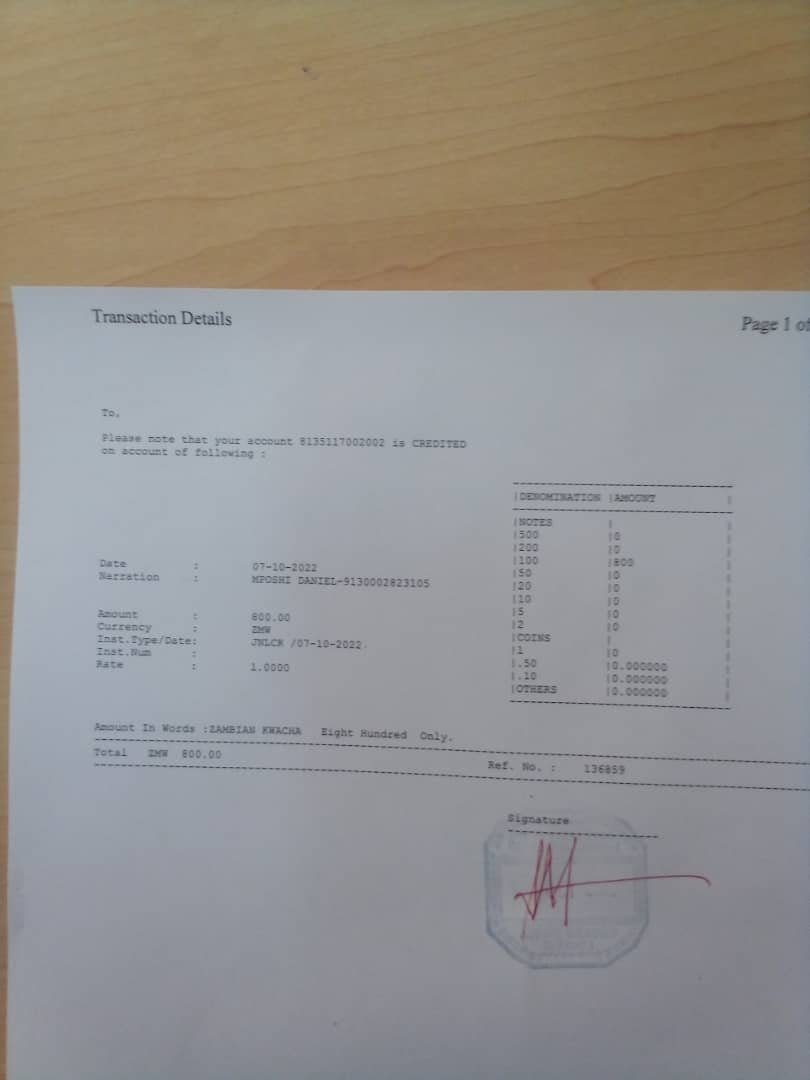 Transaction Details
Page 1 of
To,
Please note that your account 8135117002002 is CREDITED
on account of following :
Date : 07-10-2022
Narration : MPOSHI DANIEL-9130002823105
Amount : 800.00
Currency : ZMW
Inst.Type/Date: JNLCR /07-10-2022
Inst.Num :
Rate : 1.0000
|DENOMINATION |AMOUNT |
|NOTES | |
|500 |0 |
|200 |0 |
|100 |800 |
|50 |0 |
|20 |0 |
|10 |0 |
|5 |0 |
|2 |0 |
|COINS | |
|1 |0 |
|.50 |0.000000 |
|.10 |0.000000 |
|OTHERS |0.000000 |
Amount In Words :ZAMBIAN KWACHA Eight Hundred Only.
Total ZMW 800.00
Ref. No. : 136859
Signature